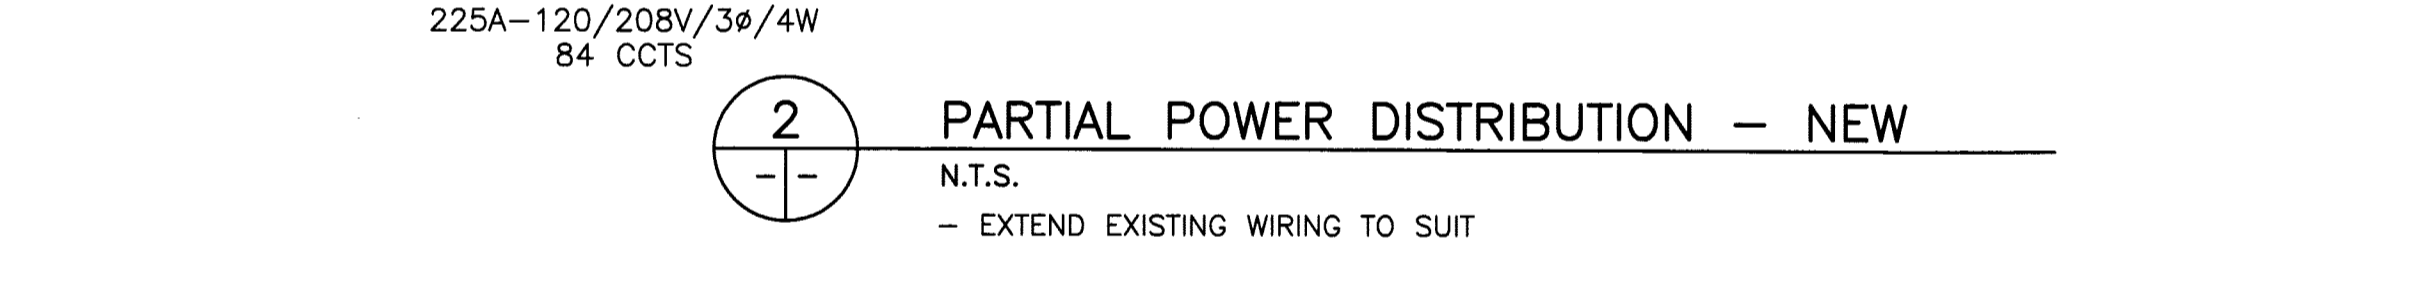 225A-120/208V/3ø/4W
84 CCTS
2
PARTIAL POWER DISTRIBUTION - NEW
- -
N.T.S.
- EXTEND EXISTING WIRING TO SUIT